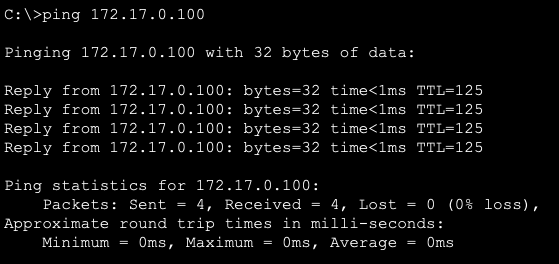 C:\>ping 172.17.0.100
Pinging 172.17.0.100 with 32 bytes of data:
Reply from 172.17.0.100: bytes=32 time<1ms TTL=125
Reply from 172.17.0.100: bytes=32 time<1ms TTL=125
Reply from 172.17.0.100: bytes=32 time<1ms TTL=125
Reply from 172.17.0.100: bytes=32 time<1ms TTL=125
Ping statistics for 172.17.0.100:
Packets: Sent = 4, Received = 4, Lost = 0 (0% loss),
Approximate round trip times in milli-seconds:
Minimum = 0ms, Maximum = 0ms, Average = 0ms